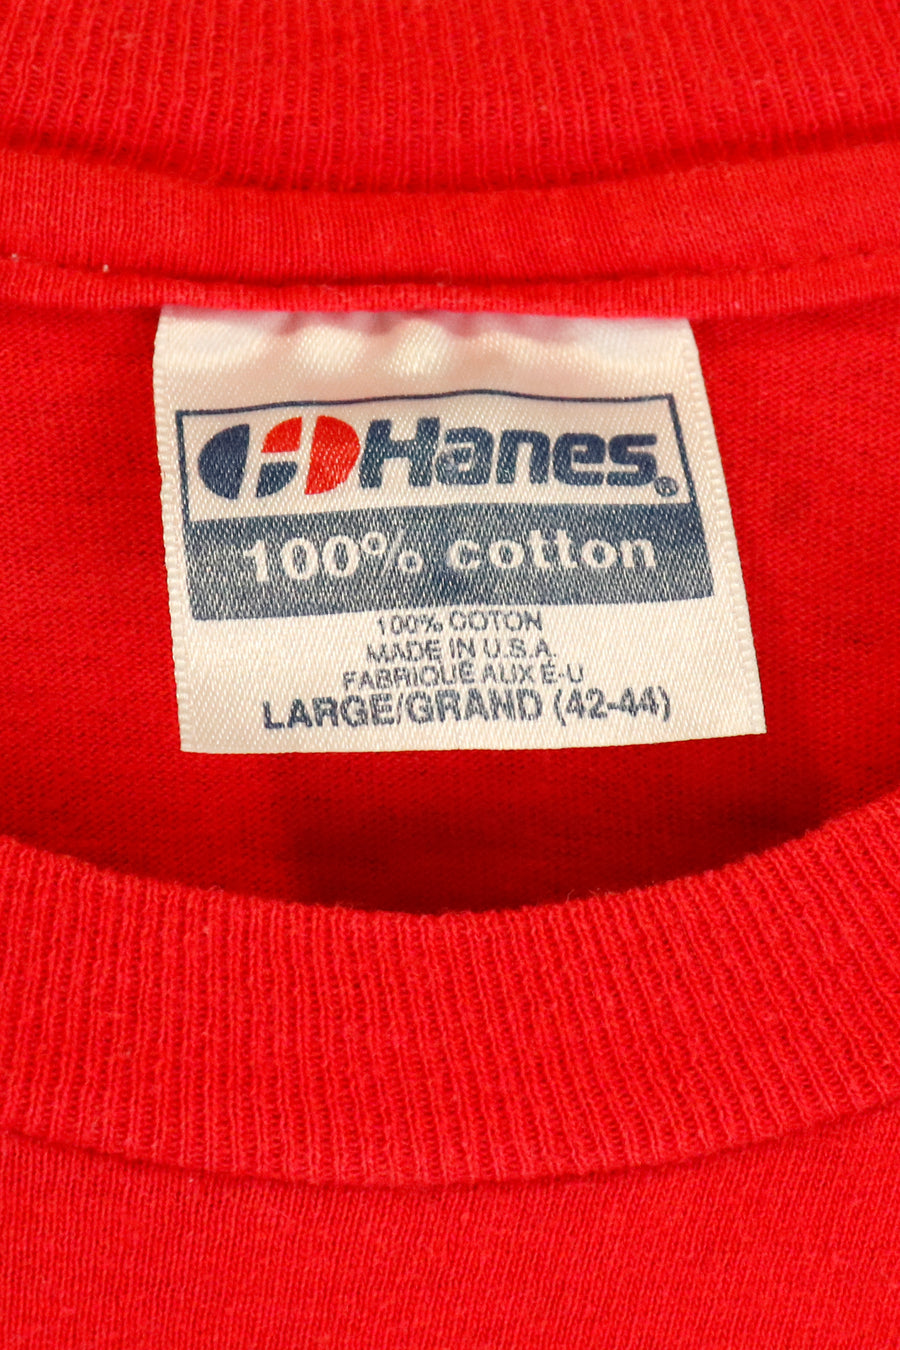 Hanes®
100% cotton
100% COTON
MADE IN U.S.A.
FABRIQUÉ AUX É-U
LARGE/GRAND (42-44)